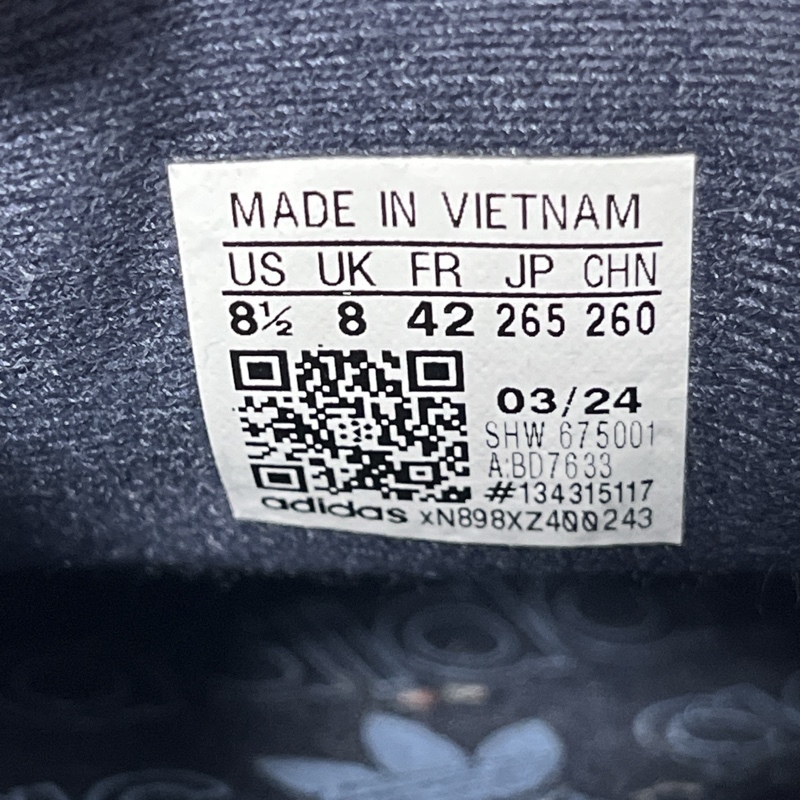 MADE IN VIETNAM
US UK FR JP CHN
8½ 8 42 265 260
03/24
SHW 675001
A:BD7633
#134315117
adidas xN898XZ400243